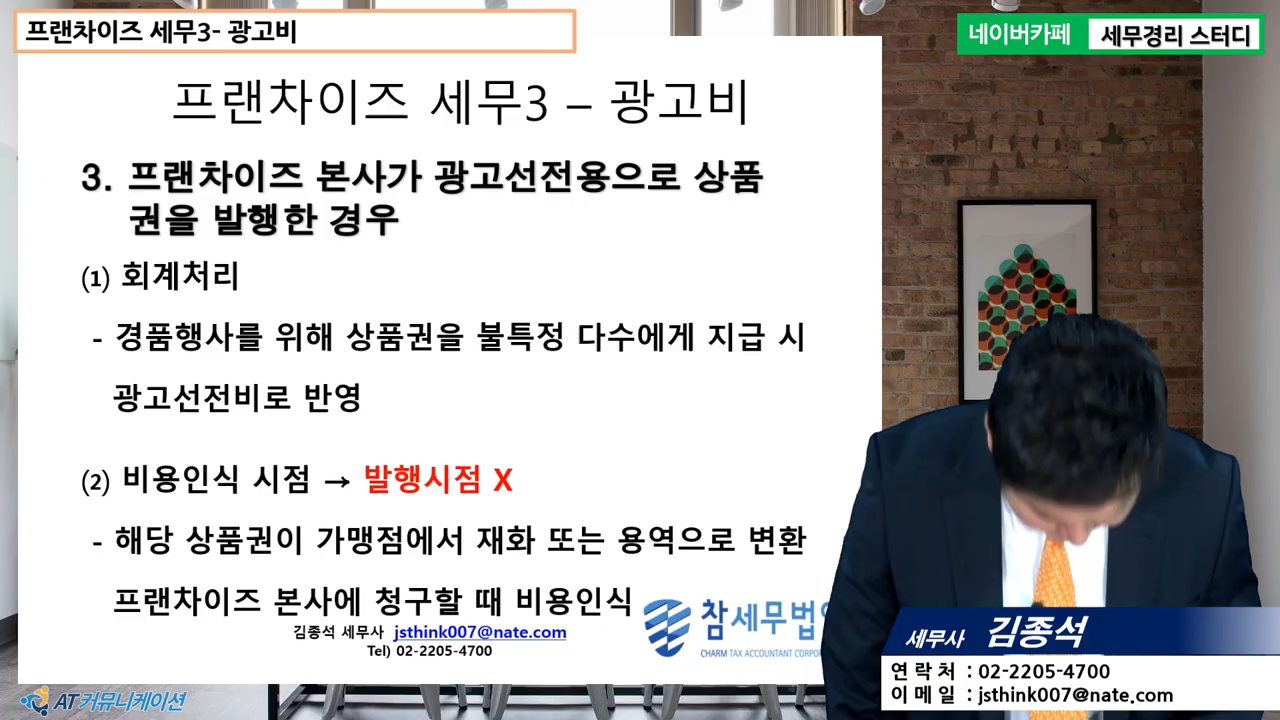 프랜차이즈 세무3- 광고비
네이버카페 세무경리 스터디
프랜차이즈 세무3 – 광고비
3. 프랜차이즈 본사가 광고선전용으로 상품
권을 발행한 경우
(1) 회계처리
- 경품행사를 위해 상품권을 불특정 다수에게 지급 시
광고선전비로 반영
(2) 비용인식 시점 → 발행시점 X
- 해당 상품권이 가맹점에서 재화 또는 용역으로 변환
프랜차이즈 본사에 청구할 때 비용인식
김종석 세무사 jsthink007@nate.com
Tel) 02-2205-4700
참세무법
CHARM TAX ACCOUNTANT
세무사 김종석
연락처 : 02-2205-4700
이메일 : jsthink007@nate.com
AT커뮤니케이션